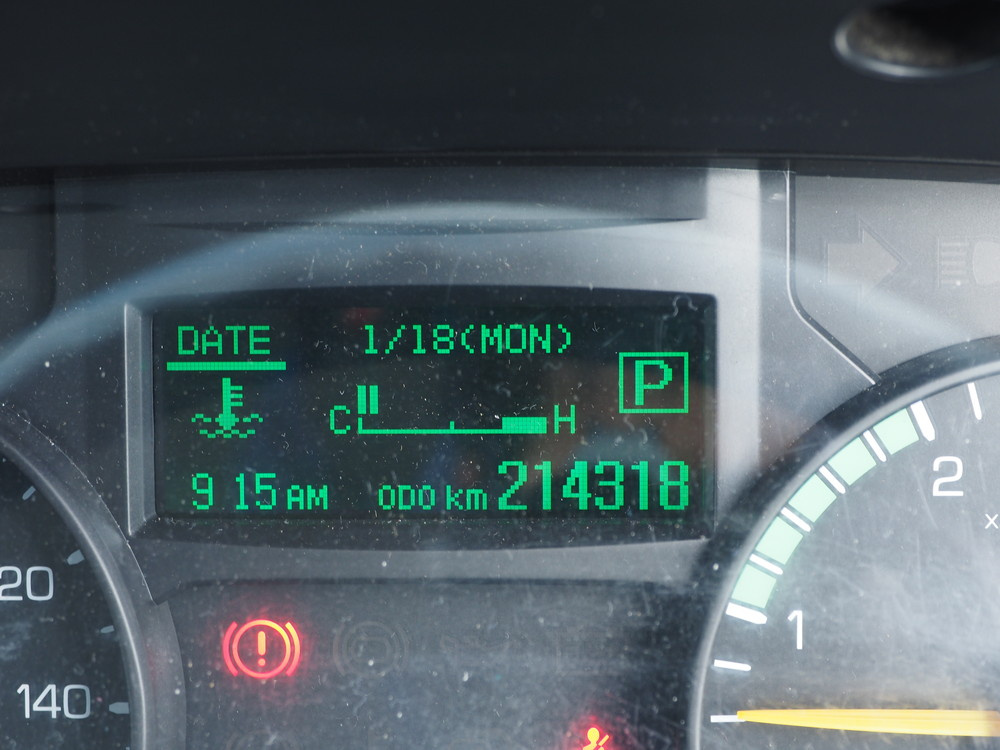 DATE 1/18(MON)
P
C H
9 15 AM ODO km 214318
2
x
20
1
140